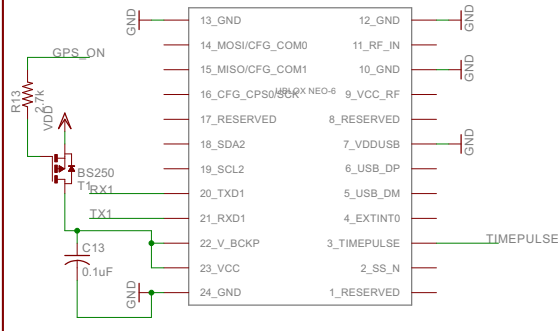 GND
13_GND
12_GND
GND
14_MOSI/CFG_COM0
11_RF_IN
GPS_ON
15_MISO/CFG_COM1
10_GND
GND
R13
2.7k
16_CFG_CPS0/SCK
UBLOX NEO-6
9_VCC_RF
VDD
17_RESERVED
8_RESERVED
18_SDA2
7_VDDUSB
GND
BS250
T1
19_SCL2
6_USB_DP
RX1
20_TXD1
5_USB_DM
TX1
21_RXD1
4_EXTINT0
C13
0.1uF
22_V_BCKP
3_TIMEPULSE
TIMEPULSE
23_VCC
2_SS_N
GND
24_GND
1_RESERVED